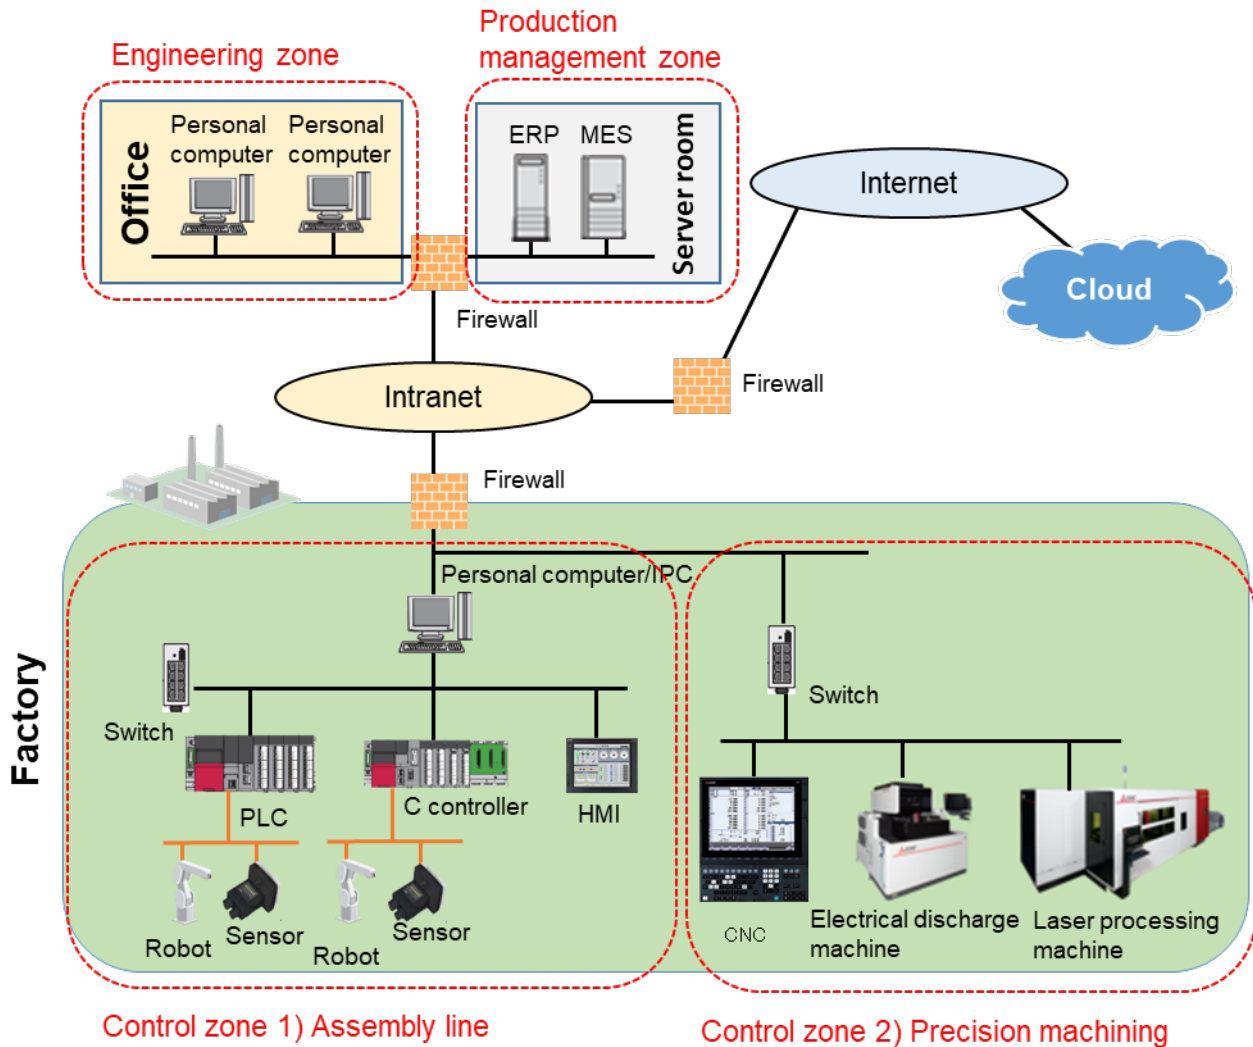 Production
management zone
Engineering zone
Personal
computer
Personal
computer
Office
ERP
MES
Server room
Internet
Cloud
Firewall
Firewall
Intranet
Firewall
Factory
Personal computer/IPC
Switch
Switch
PLC
C controller
HMI
Robot
Sensor
Robot
Sensor
CNC
Electrical discharge
machine
Laser processing
machine
Control zone 1) Assembly line
Control zone 2) Precision machining